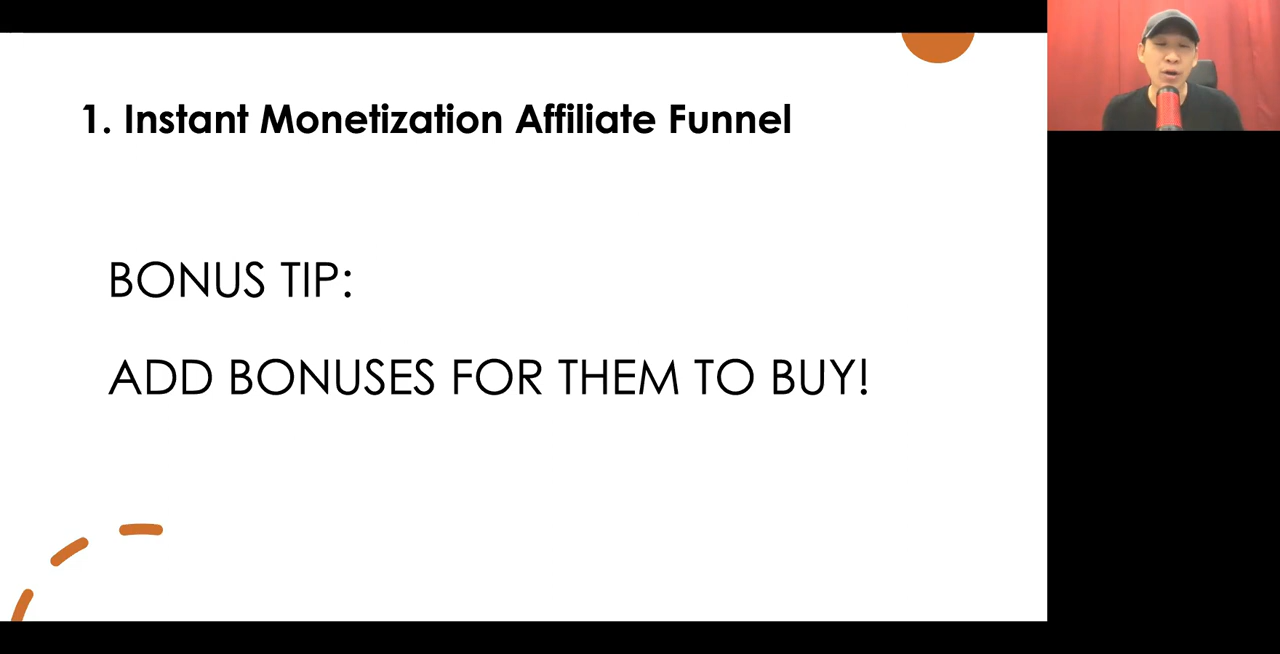 1. Instant Monetization Affiliate Funnel
BONUS TIP:
ADD BONUSES FOR THEM TO BUY!